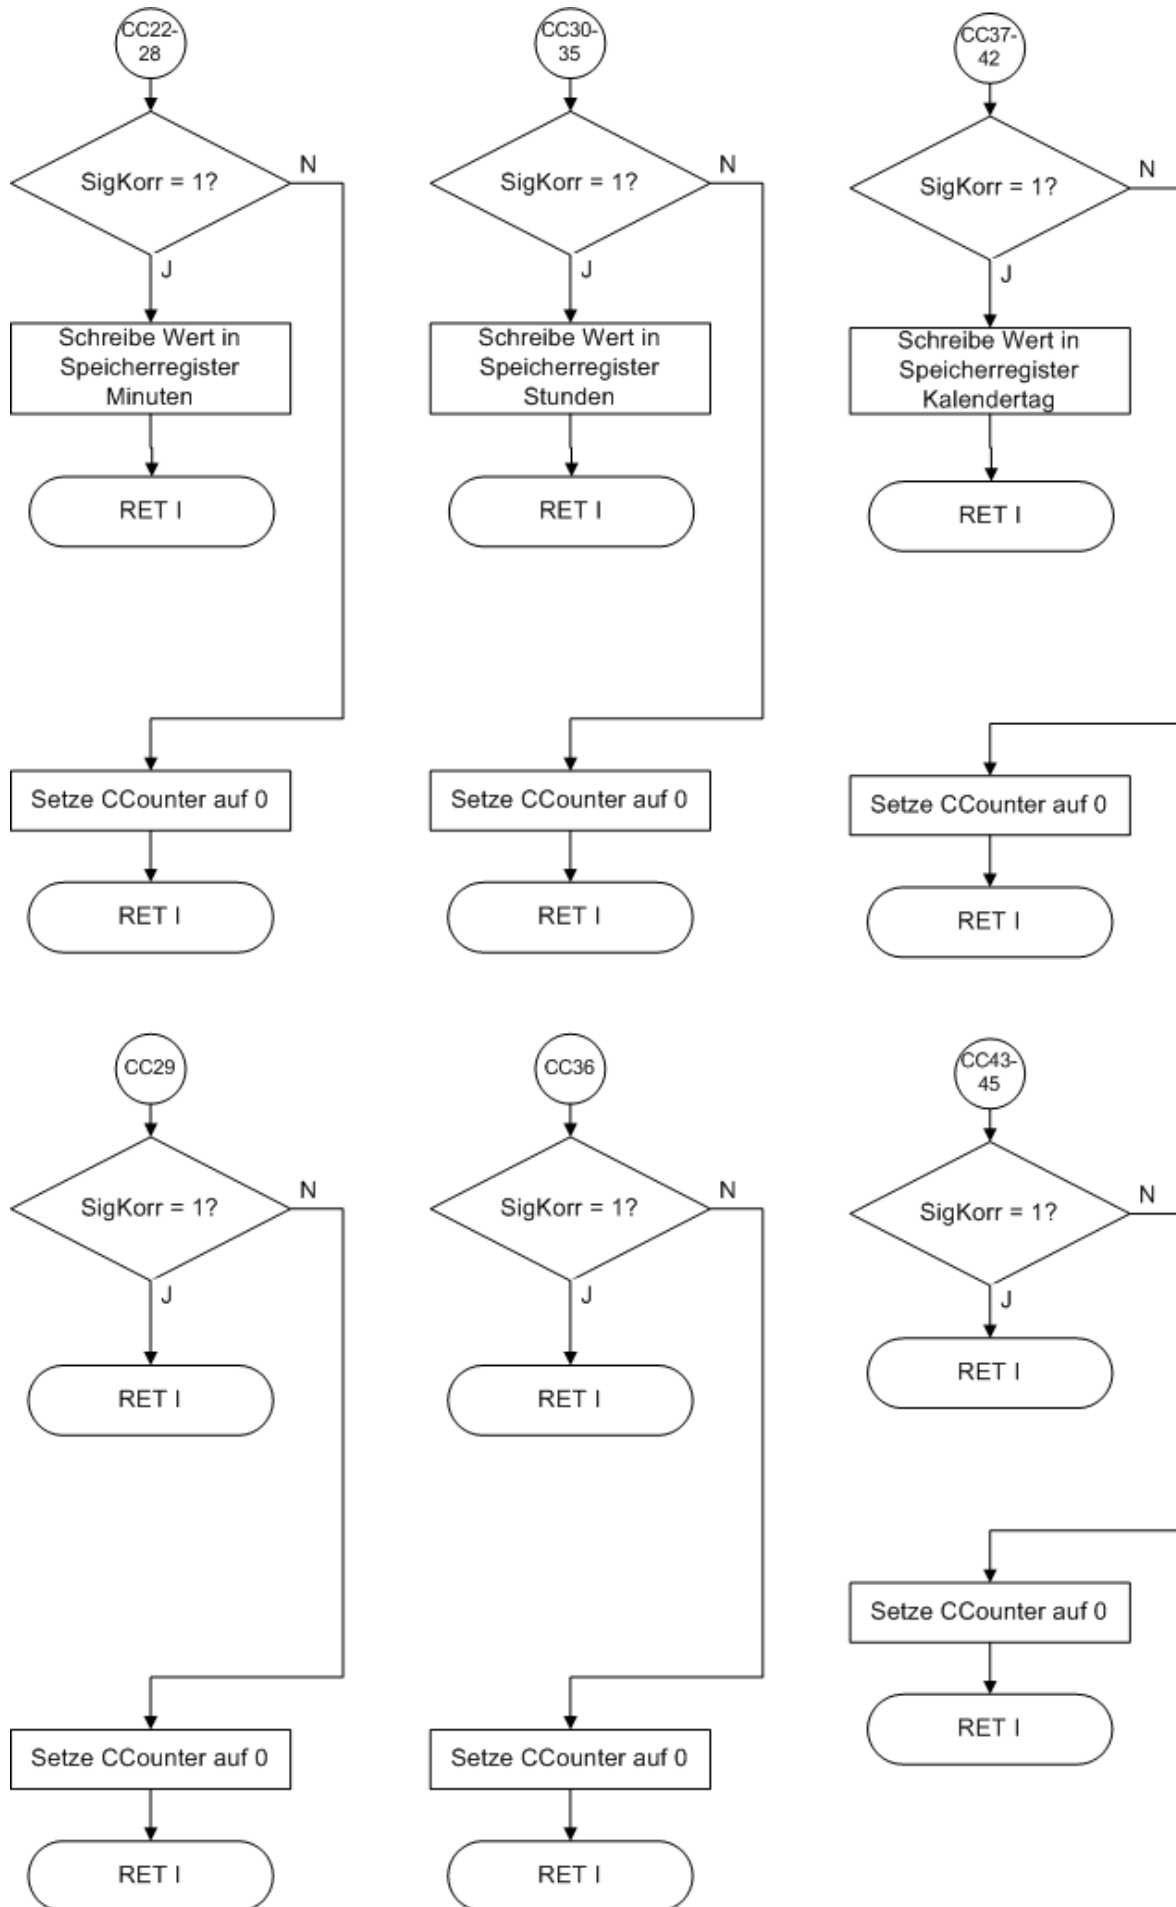 CC22-
28
SigKorr = 1?
N
J
Schreibe Wert in
Speicherregister
Minuten
RET I
Setze CCounter auf 0
RET I
CC30-
35
SigKorr = 1?
N
J
Schreibe Wert in
Speicherregister
Stunden
RET I
Setze CCounter auf 0
RET I
CC37-
42
SigKorr = 1?
N
J
Schreibe Wert in
Speicherregister
Kalendertag
RET I
Setze CCounter auf 0
RET I
CC29
SigKorr = 1?
N
J
RET I
Setze CCounter auf 0
RET I
CC36
SigKorr = 1?
N
J
RET I
Setze CCounter auf 0
RET I
CC43-
45
SigKorr = 1?
N
J
RET I
Setze CCounter auf 0
RET I